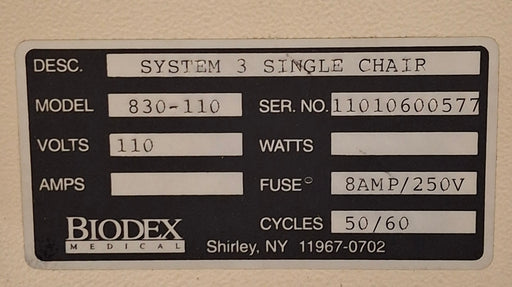 DESC. SYSTEM 3 SINGLE CHAIR
MODEL 830-110 SER. NO. 11010600577
VOLTS 110 WATTS
AMPS FUSE 8AMP/250V
CYCLES 50/60
BIODEX
MEDICAL
Shirley, NY 11967-0702